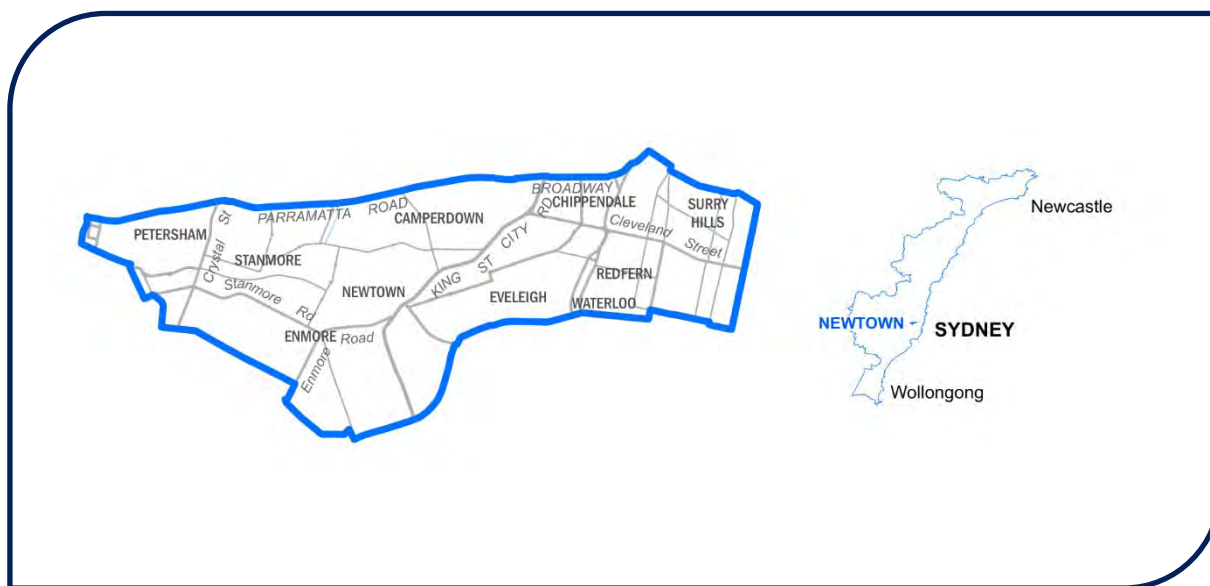 BROADWAY
CHIPPENDALE
SURRY
HILLS
PARRAMATTA ROAD
CAMPERDOWN
CITY RD
Cleveland Street
PETERSHAM
Crystal St
STANMORE
Stanmore Rd
NEWTOWN
KING ST
EVELEIGH
REDFERN
WATERLOO
ENMORE
Enmore Road
Newcastle
NEWTOWN
SYDNEY
Wollongong